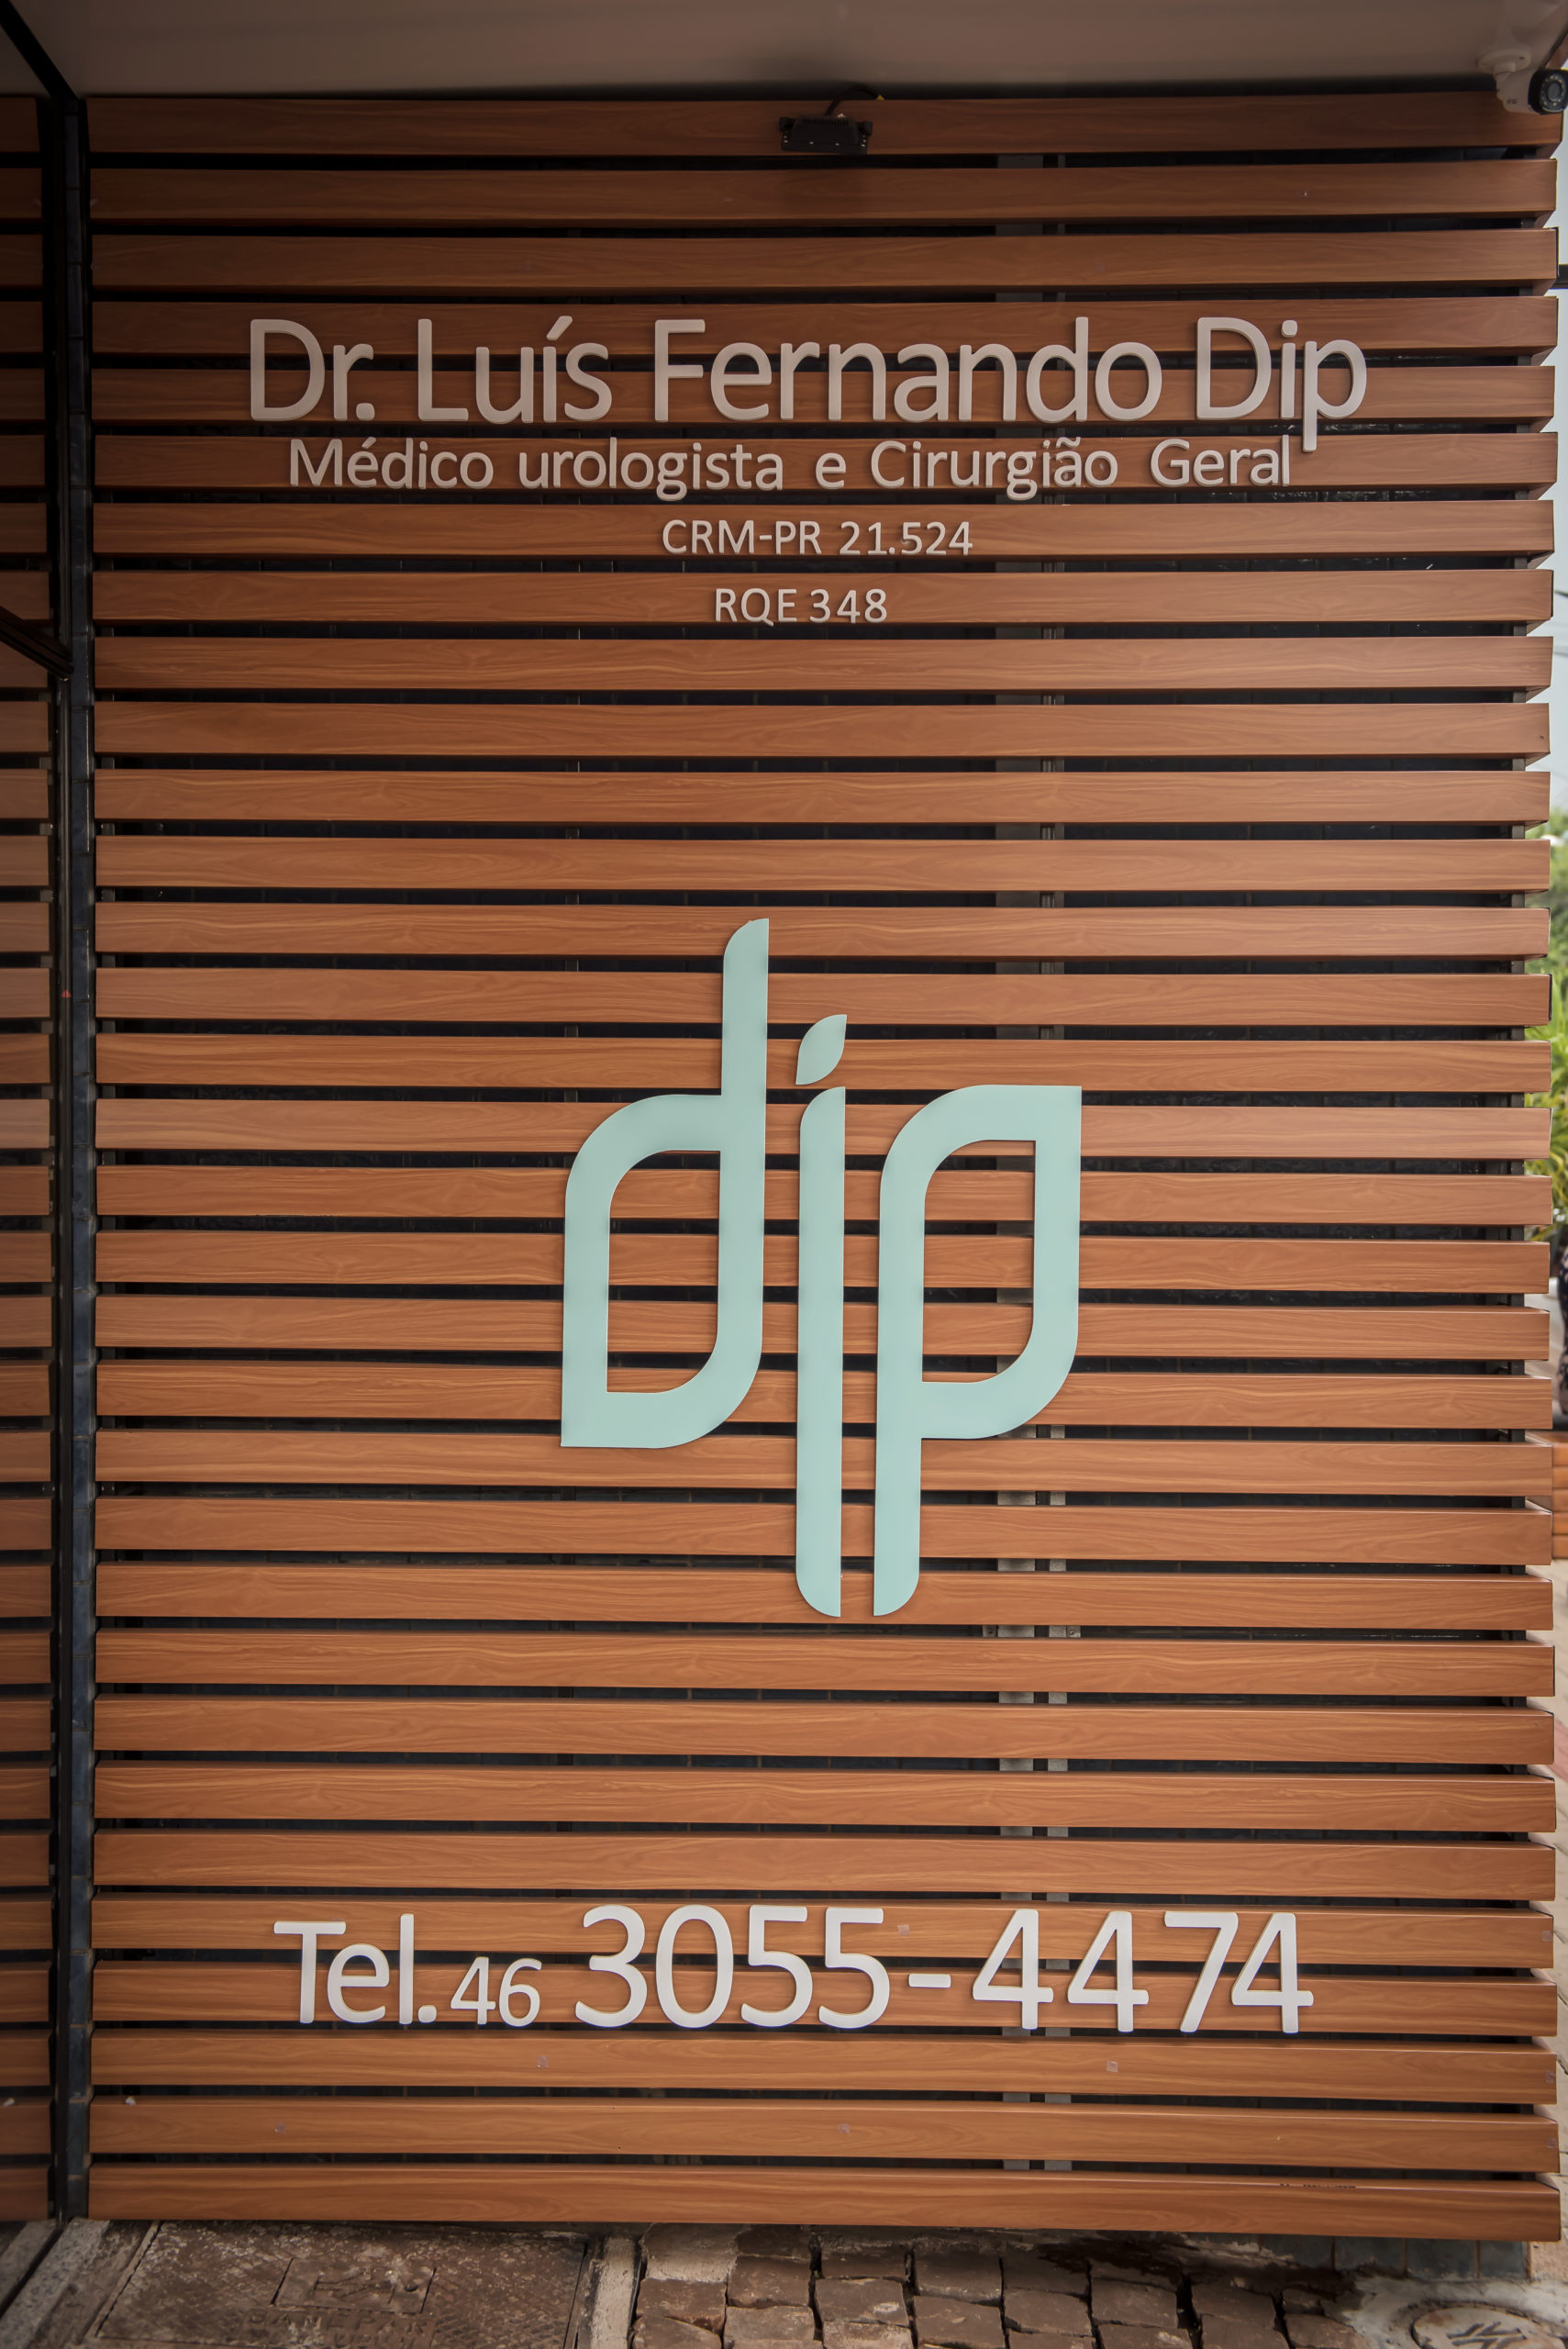 Dr. Luís Fernando Dip
Médico urologista e Cirurgião Geral
CRM-PR 21.524
RQE 348
dip
Tel. 46 3055-4474